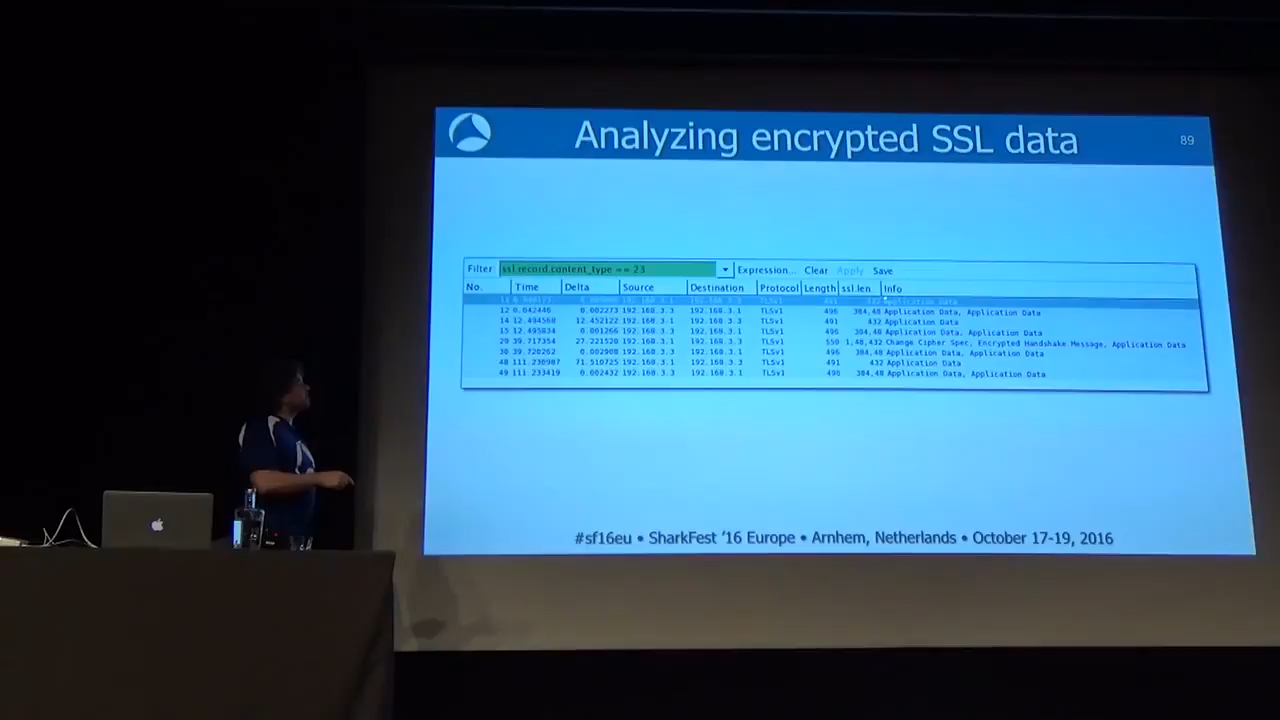 Analyzing encrypted SSL data
89
Filter ssl.record.content_type == 23 Expression... Clear Apply Save
No. Time Delta Source Destination Protocol Length ssl.len Info
192.168.3.1 TLSv1 491 432 Application Data
12 0.042446 0.002273 192.168.3.3 192.168.3.1 TLSv1 496 384,48 Application Data, Application Data
14 12.494568 12.452122 192.168.3.1 192.168.3.3 TLSv1 491 432 Application Data
15 12.495834 0.001266 192.168.3.3 192.168.3.1 TLSv1 496 384,48 Application Data, Application Data
29 39.717354 27.221520 192.168.3.1 192.168.3.3 TLSv1 550 1,48,432 Change Cipher Spec, Encrypted Handshake Message, Application Data
30 39.720262 0.002908 192.168.3.3 192.168.3.1 TLSv1 496 384,48 Application Data, Application Data
48 111.230987 71.510725 192.168.3.1 192.168.3.3 TLSv1 491 432 Application Data
49 111.233419 0.002432 192.168.3.3 192.168.3.1 TLSv1 496 384,48 Application Data, Application Data
#sf16eu • SharkFest '16 Europe • Arnhem, Netherlands • October 17-19, 2016